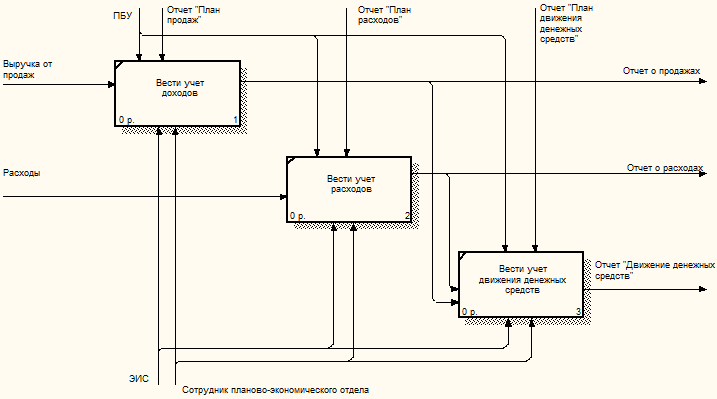 ПБУ
Отчет "План
продаж"
Отчет "План
расходов"
Отчет "План
движения
денежных
средств"
Выручка от
продаж
Вести учет
доходов
0 р.
1
Отчет о продажах
Расходы
Вести учет
расходов
0 р.
2
Отчет о расходах
Вести учет
движения денежных
средств
0 р.
3
Отчет "Движение денежных
средств"
ЭИС
Сотрудник планово-экономического отдела